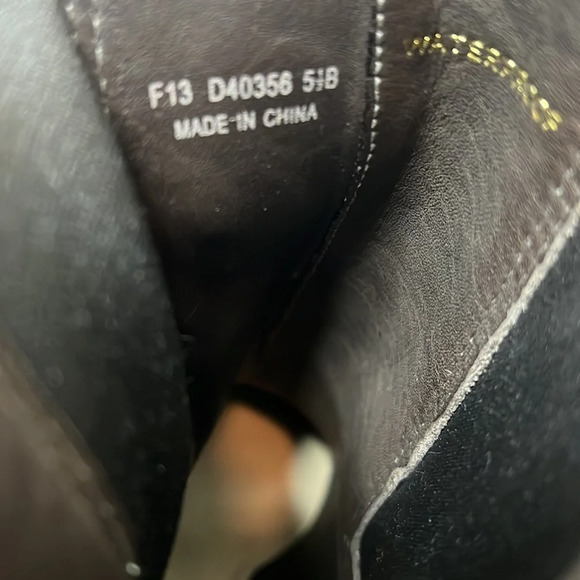 F13 D40356 5½B
MADE IN CHINA
WATERPROOF